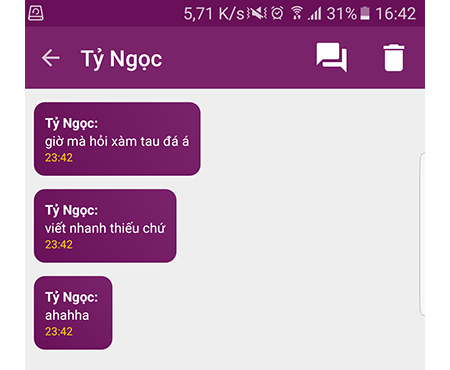 5,71 K/s 31% 16:42
Tỷ Ngọc
Tỷ Ngọc:
giờ mà hỏi xàm tau đá á
23:42
Tỷ Ngọc:
viết nhanh thiếu chứ
23:42
Tỷ Ngọc:
ahahha
23:42